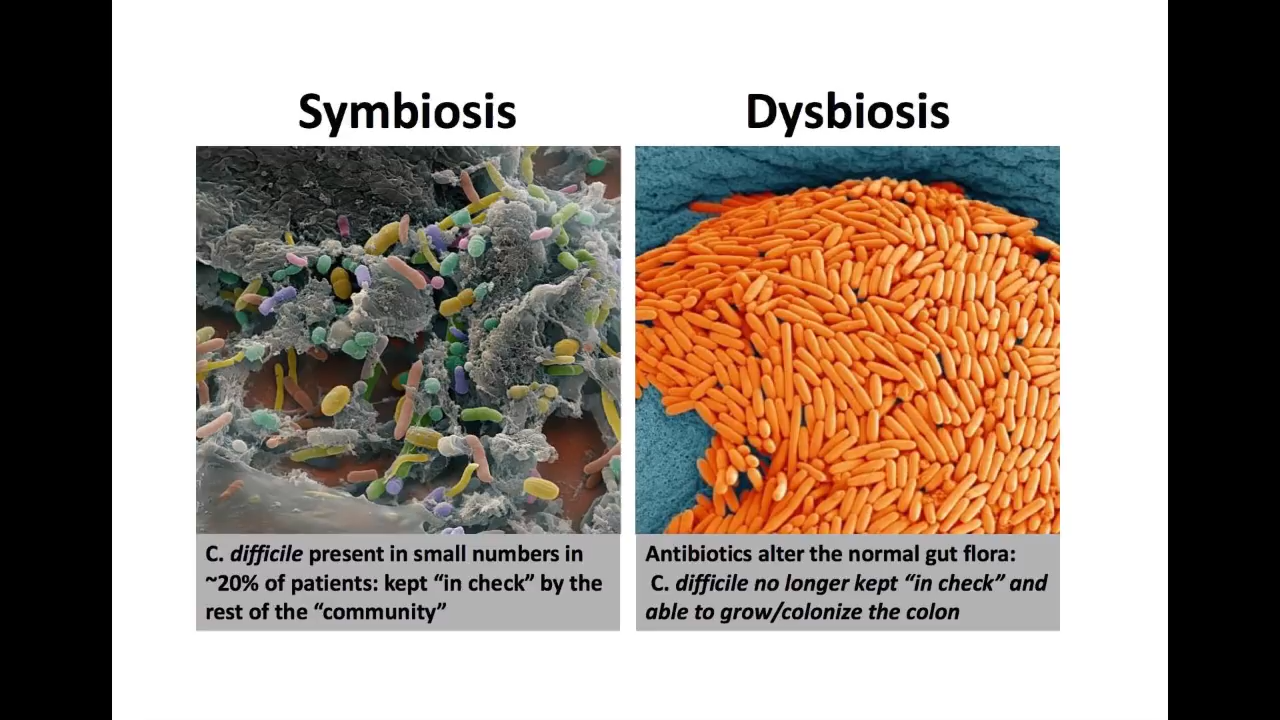 Symbiosis
Dysbiosis
C. difficile present in small numbers in
~20% of patients: kept “in check” by the
rest of the “community”
Antibiotics alter the normal gut flora:
C. difficile no longer kept “in check” and
able to grow/colonize the colon